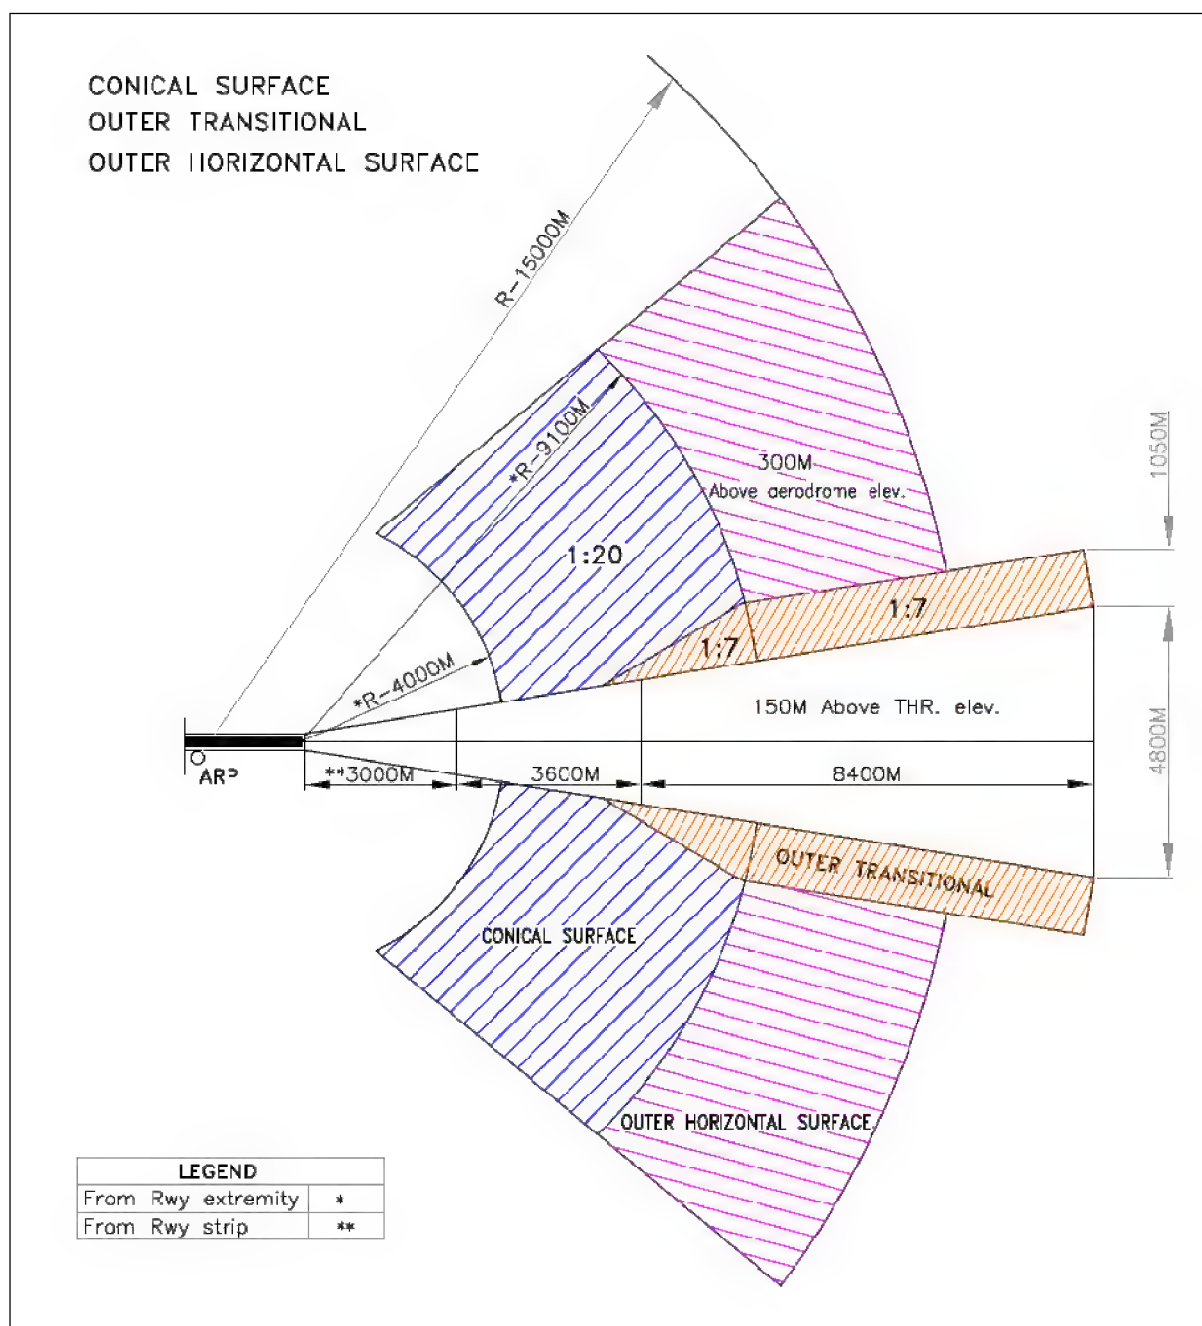 CONICAL SURFACE
OUTER TRANSITIONAL
OUTER HORIZONTAL SURFACE
R-15000M
*R-9100M
1050M
300M
Above aerodrome elev.
1:20
1:7
1:7
*R-4000M
150M Above THR. elev.
4800M
ARP
**3000M
3600M
8400M
OUTER TRANSITIONAL
CONICAL SURFACE
OUTER HORIZONTAL SURFACE
LEGEND
From Rwy extremity *
From Rwy strip **